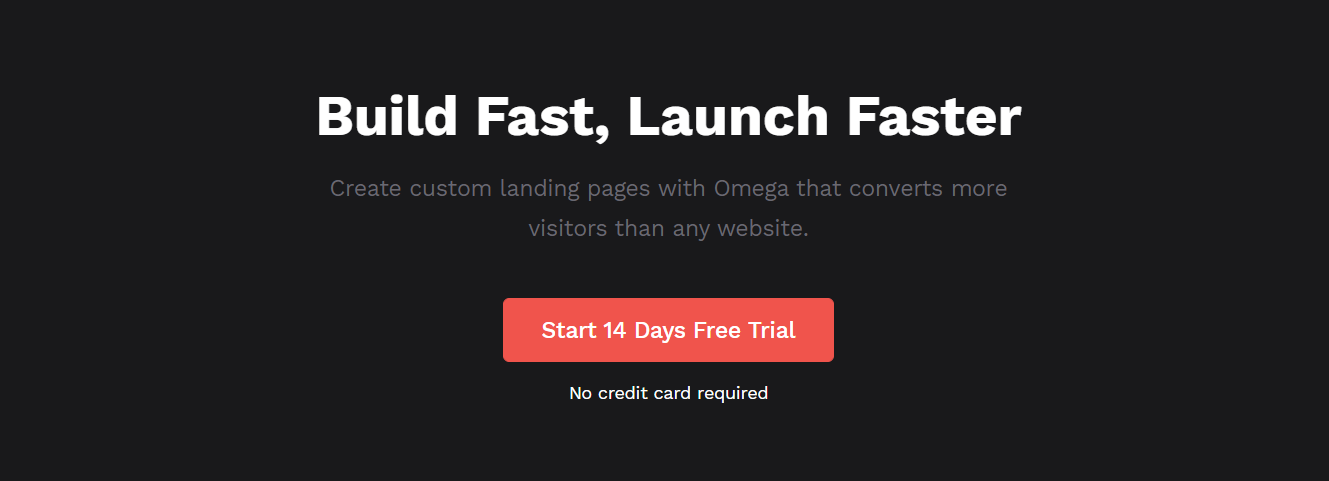 Build Fast, Launch Faster
Create custom landing pages with Omega that converts more
visitors than any website.
Start 14 Days Free Trial
No credit card required